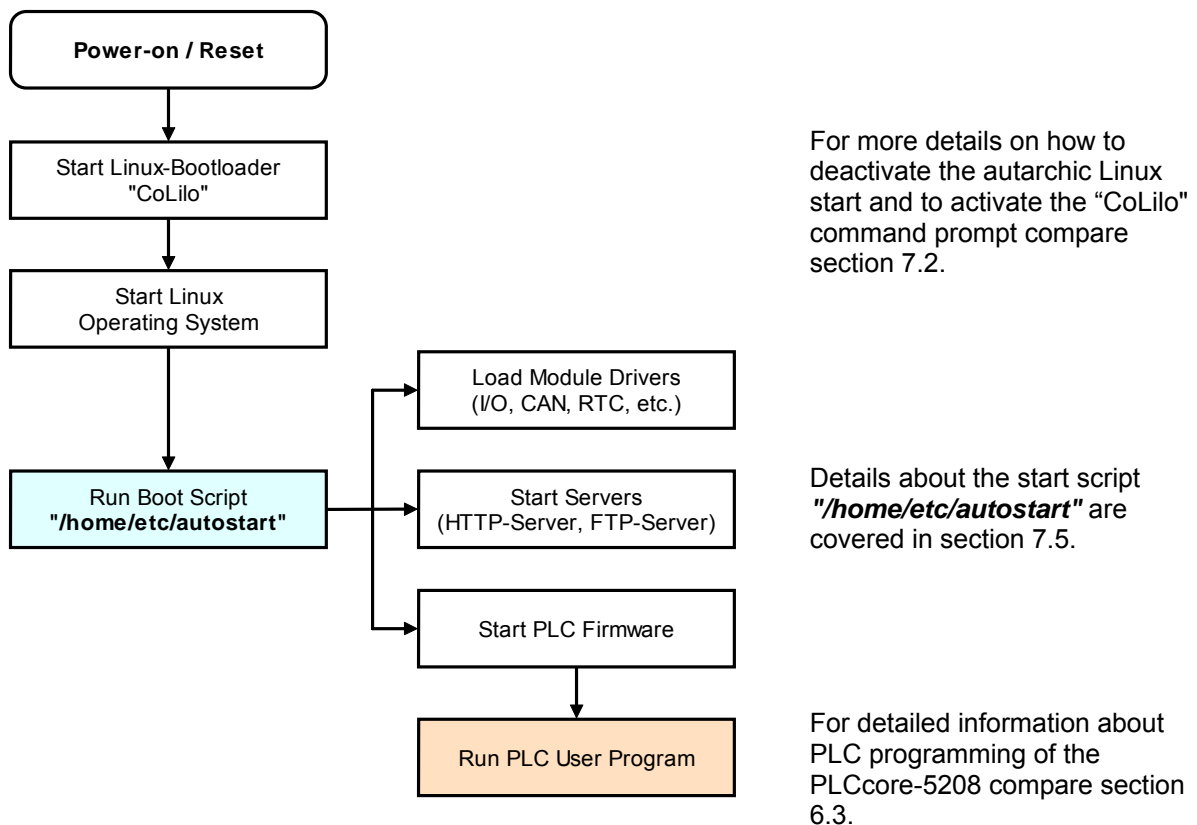 Power-on / Reset
Start Linux-Bootloader
"CoLilo"
For more details on how to
deactivate the autarchic Linux
start and to activate the “CoLilo"
command prompt compare
section 7.2.
Start Linux
Operating System
Load Module Drivers
(I/O, CAN, RTC, etc.)
Run Boot Script
"/home/etc/autostart"
Start Servers
(HTTP-Server, FTP-Server)
Details about the start script
"/home/etc/autostart" are
covered in section 7.5.
Start PLC Firmware
Run PLC User Program
For detailed information about
PLC programming of the
PLCcore-5208 compare section
6.3.